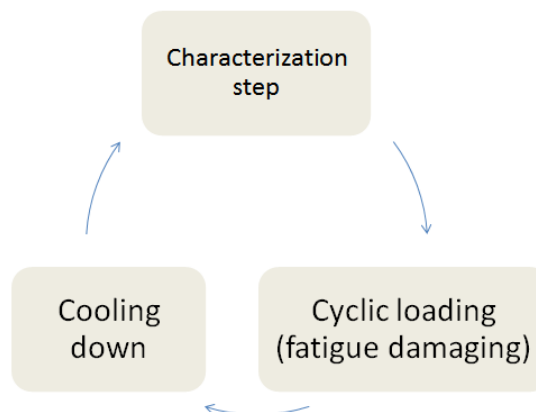 Characterization
step
Cooling
down
Cyclic loading
(fatigue damaging)